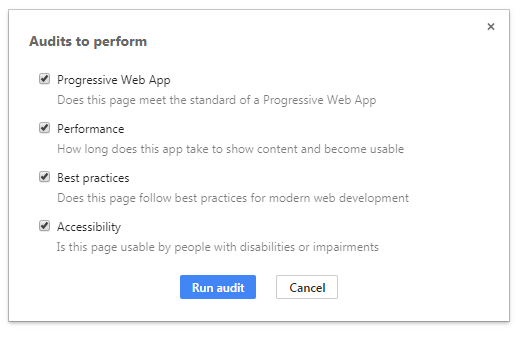 Audits to perform
Progressive Web App
Does this page meet the standard of a Progressive Web App
Performance
How long does this app take to show content and become usable
Best practices
Does this page follow best practices for modern web development
Accessibility
Is this page usable by people with disabilities or impairments
Run audit
Cancel